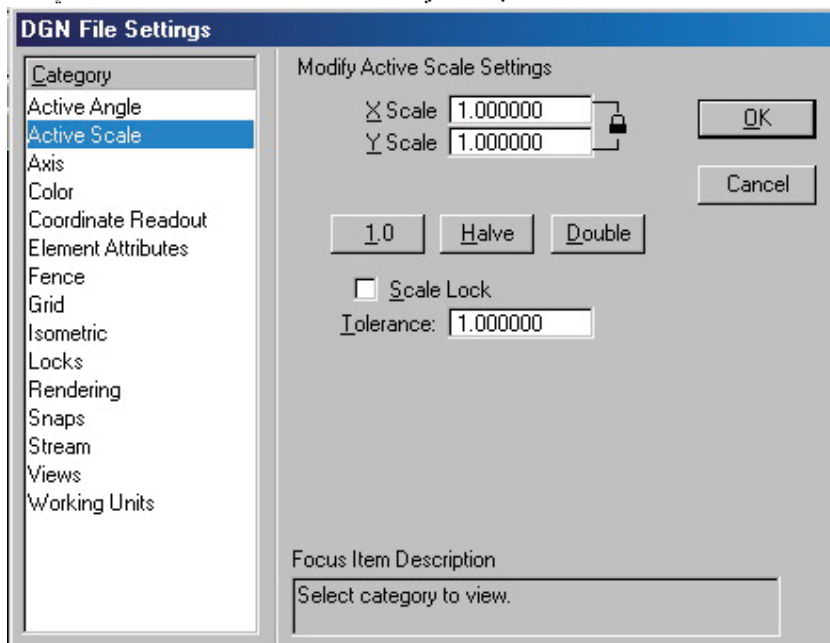 DGN File Settings
Category
Active Angle
Active Scale
Axis
Color
Coordinate Readout
Element Attributes
Fence
Grid
Isometric
Locks
Rendering
Snaps
Stream
Views
Working Units
Modify Active Scale Settings
X Scale 1.000000
Y Scale 1.000000
OK
Cancel
1.0 Halve Double
Scale Lock
Tolerance: 1.000000
Focus Item Description
Select category to view.